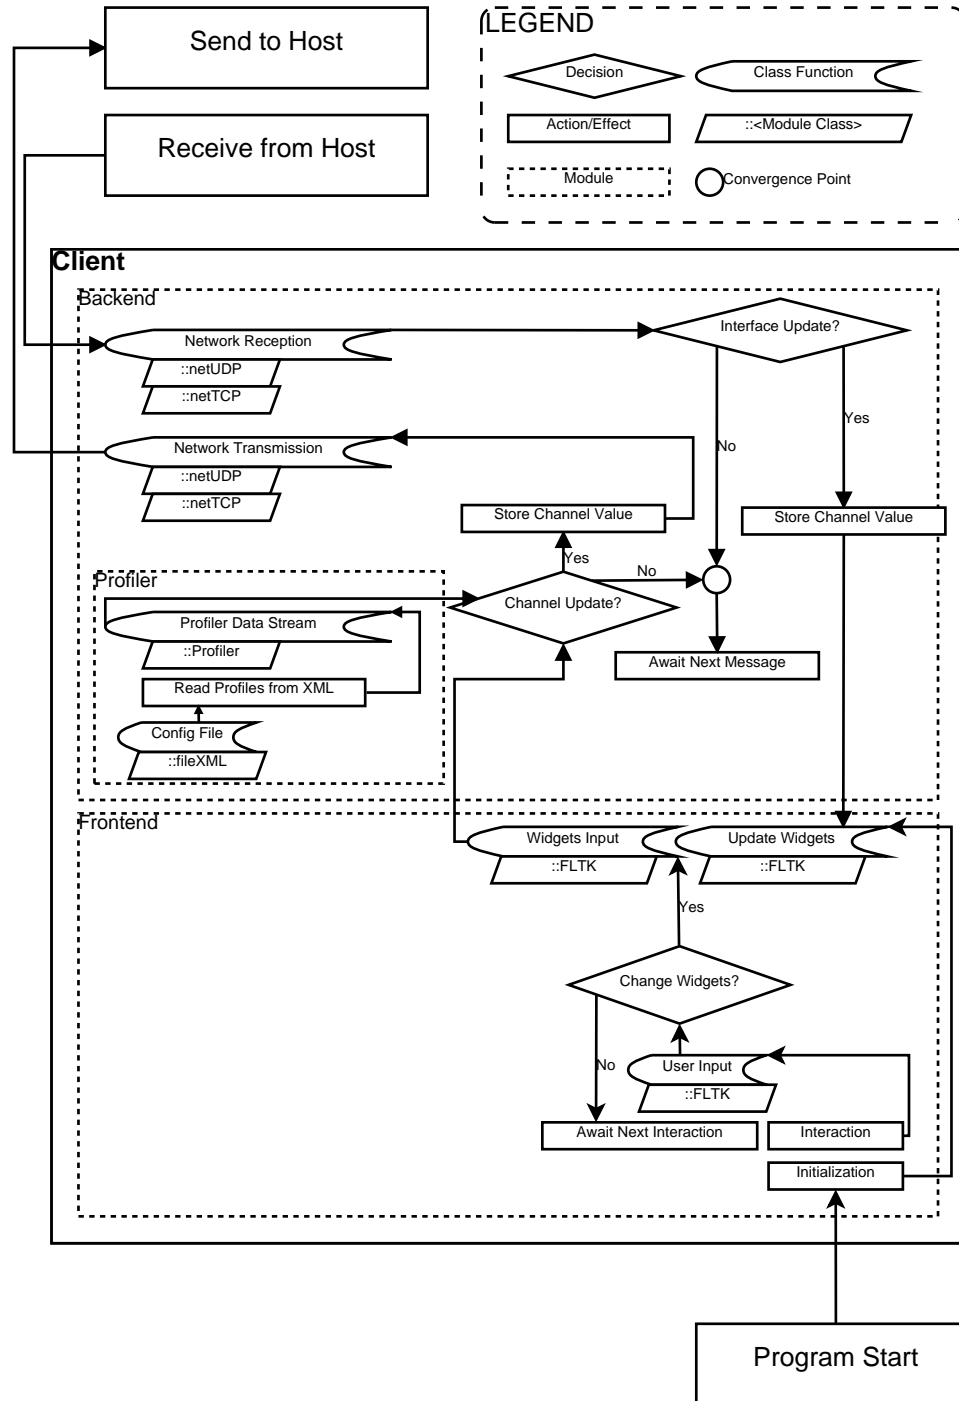 Send to Host
Receive from Host
LEGEND
Decision
Class Function
Action/Effect
::<Module Class>
Module
Convergence Point
Client
Backend
Network Reception
::netUDP
::netTCP
Interface Update?
No
Yes
Network Transmission
::netUDP
::netTCP
Store Channel Value
Store Channel Value
Yes
No
Channel Update?
Await Next Message
Profiler
Profiler Data Stream
::Profiler
Read Profiles from XML
Config File
::fileXML
Frontend
Widgets Input
::FLTK
Update Widgets
::FLTK
Yes
Change Widgets?
No
User Input
::FLTK
Await Next Interaction
Interaction
Initialization
Program Start